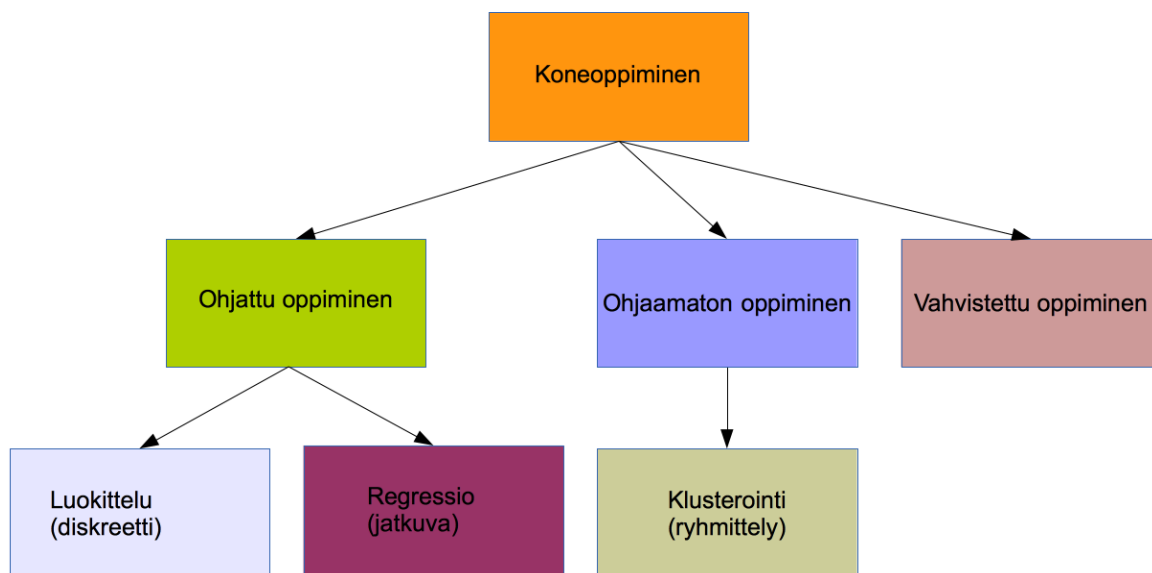 Koneoppiminen
Ohjattu oppiminen
Ohjaamaton oppiminen
Vahvistettu oppiminen
Luokittelu
(diskreetti)
Regressio
(jatkuva)
Klusterointi
(ryhmittely)